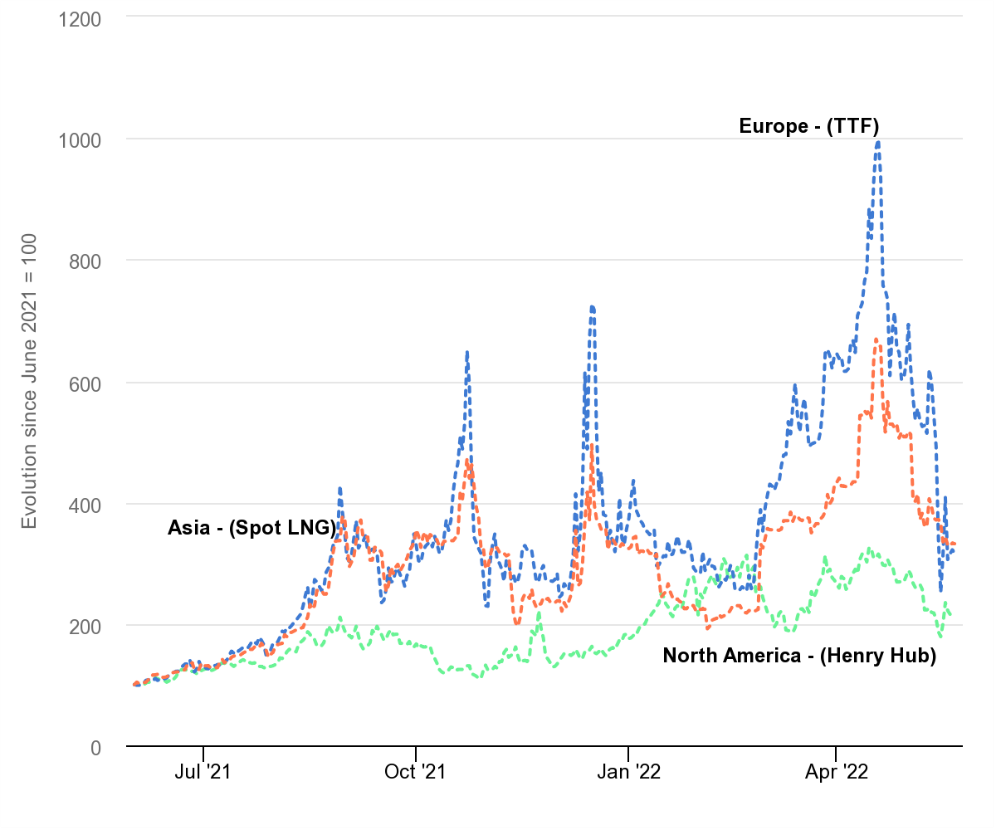 1200
1000
800
600
400
200
0
Evolution since June 2021 = 100
Europe - (TTF)
Asia - (Spot LNG)
North America - (Henry Hub)
Jul '21
Oct '21
Jan '22
Apr '22